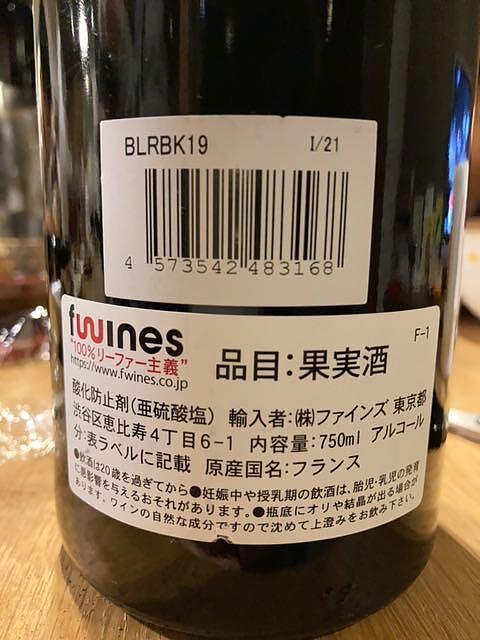 BLRBK19 I/21
4 573542 483168
fwines F-1
"100%リーファー主義"
https://www.fwines.co.jp
品目:果実酒
酸化防止剤(亜硫酸塩) 輸入者:㈱ファインズ 東京都
渋谷区恵比寿4丁目6-1 内容量:750ml アルコール
分:表ラベルに記載 原産国名:フランス
●飲酒は20歳を過ぎてから●妊娠中や授乳期の飲酒は、胎児・乳児の発育
に悪影響を与えるおそれがあります。●瓶底にオリや結晶が出る場合が
あります。ワインの自然な成分ですので沈めて上澄みをお飲み下さい。